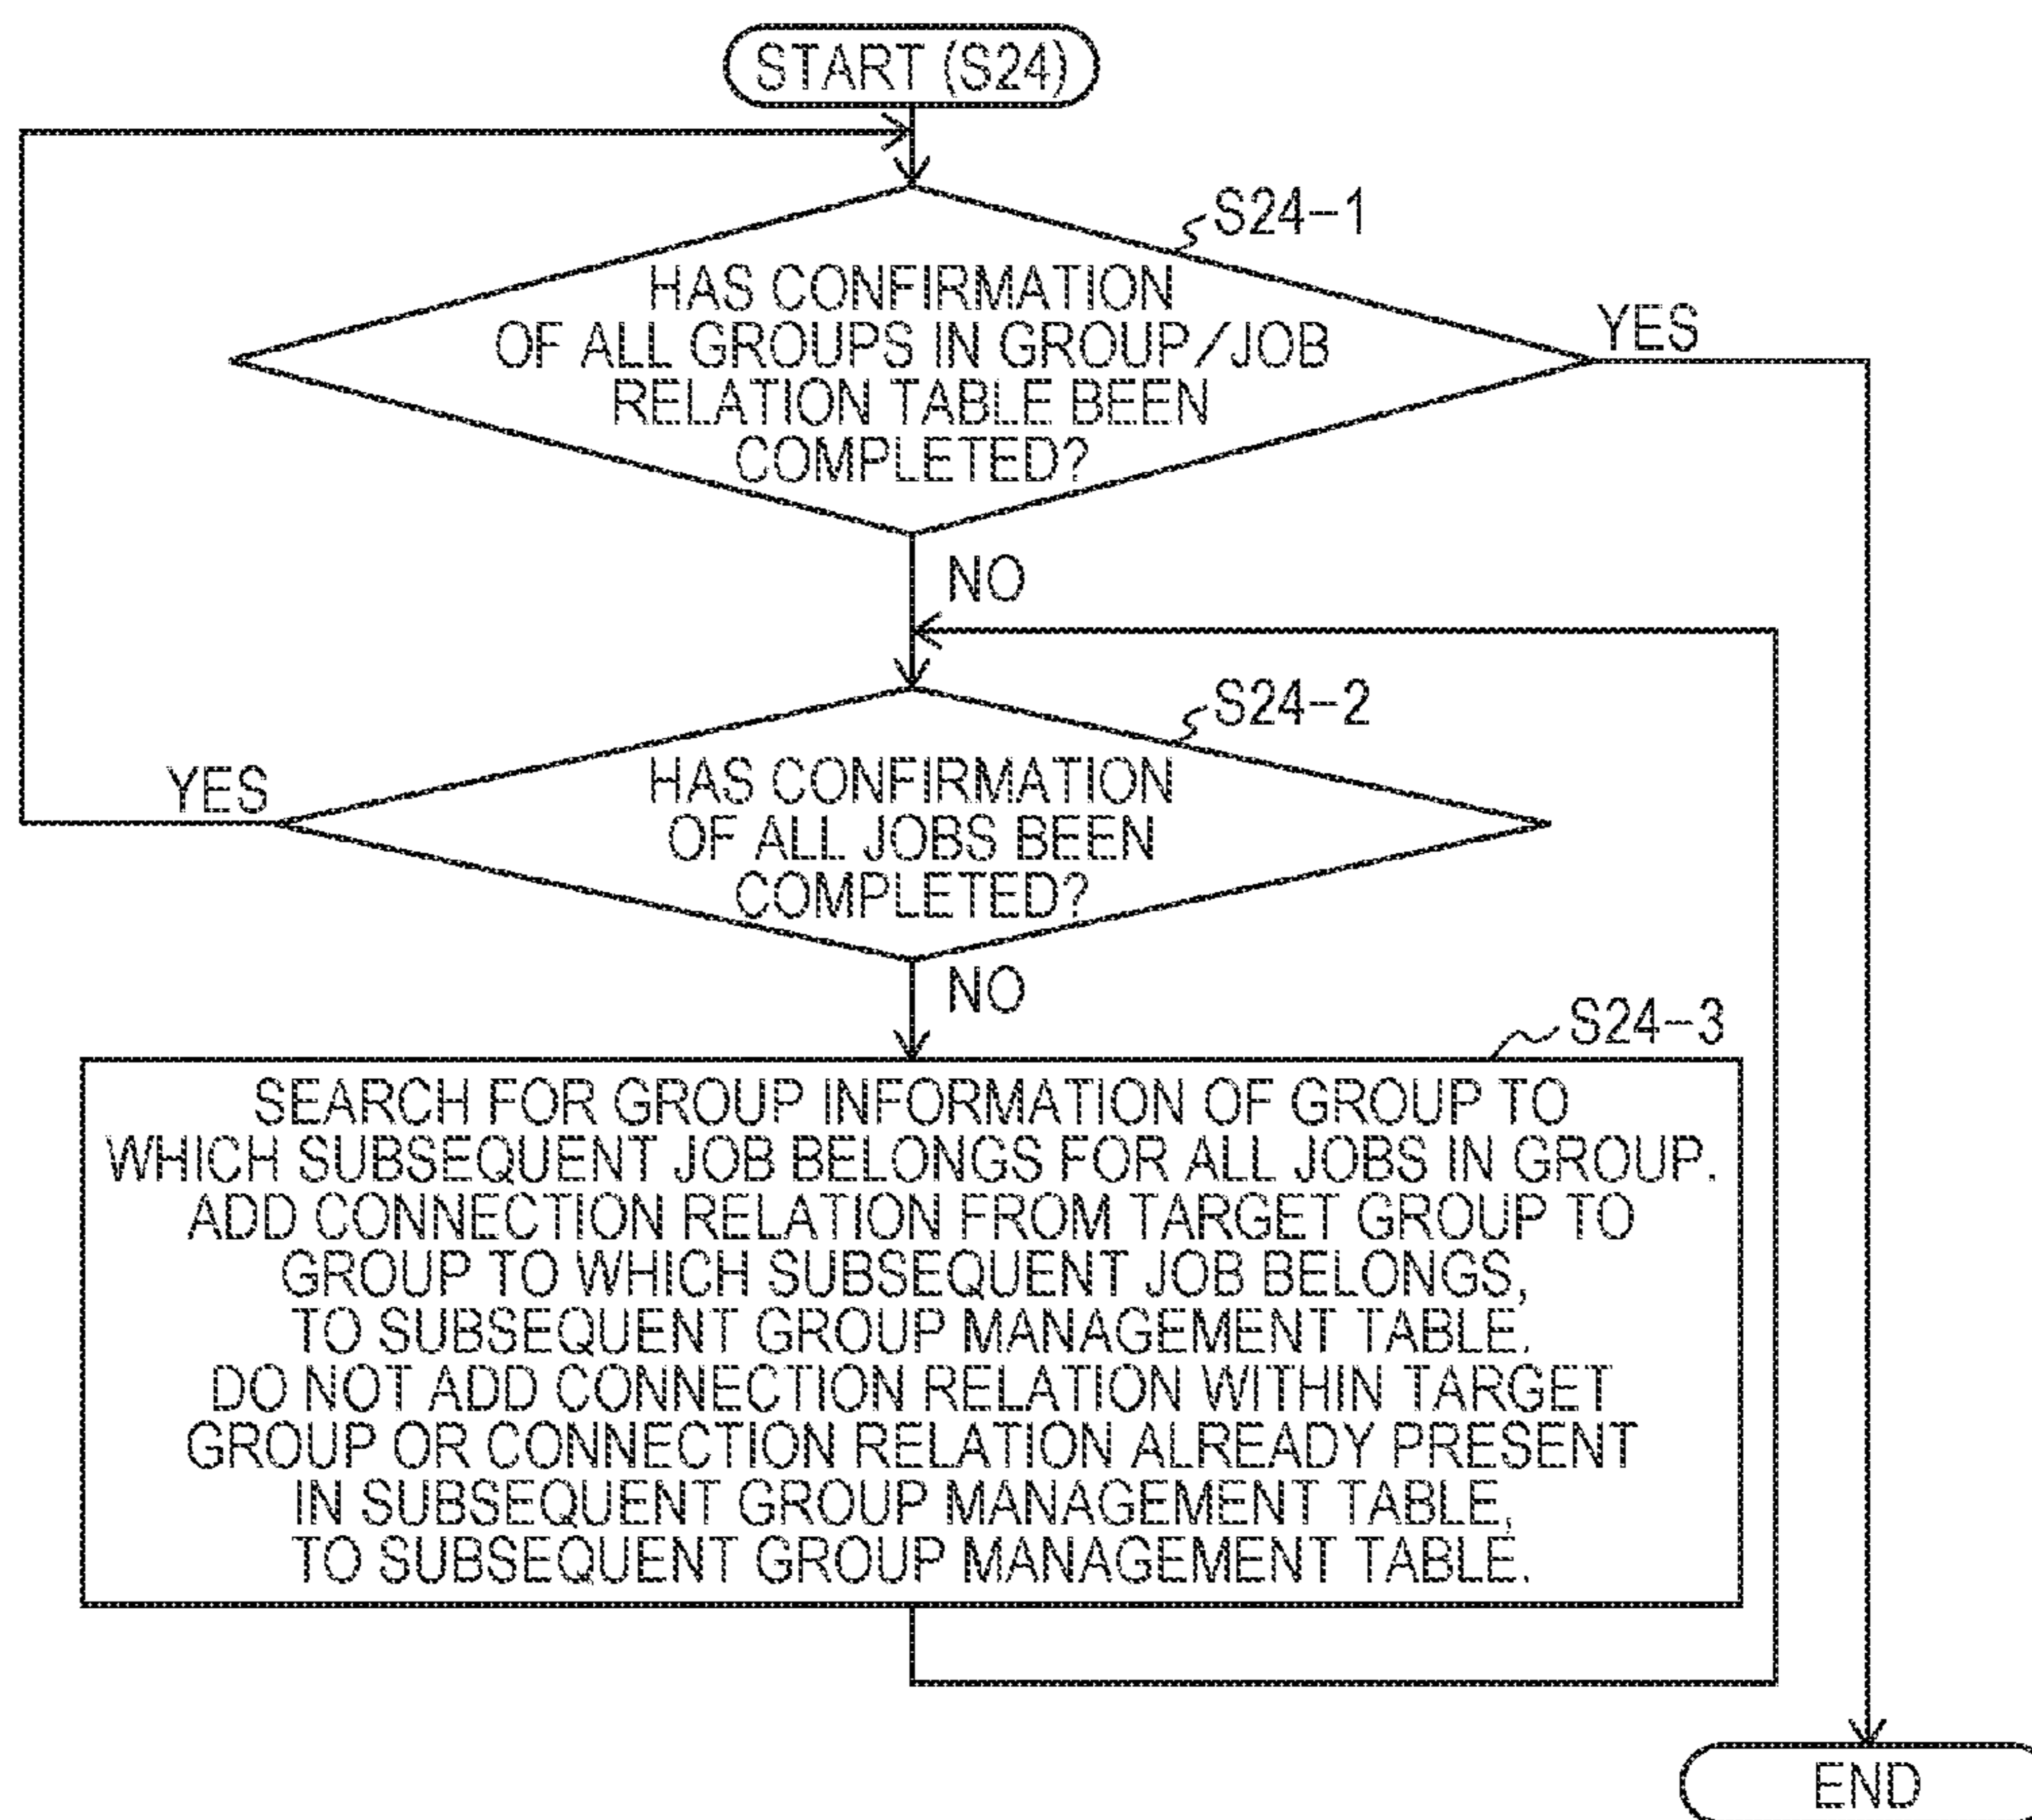 START (S24)
S24-1
HAS CONFIRMATION
OF ALL GROUPS IN GROUP/JOB
RELATION TABLE BEEN
COMPLETED?
YES
NO
S24-2
HAS CONFIRMATION
OF ALL JOBS BEEN
COMPLETED?
YES
NO
S24-3
SEARCH FOR GROUP INFORMATION OF GROUP TO
WHICH SUBSEQUENT JOB BELONGS FOR ALL JOBS IN GROUP.
ADD CONNECTION RELATION FROM TARGET GROUP TO
GROUP TO WHICH SUBSEQUENT JOB BELONGS,
TO SUBSEQUENT GROUP MANAGEMENT TABLE.
DO NOT ADD CONNECTION RELATION WITHIN TARGET
GROUP OR CONNECTION RELATION ALREADY PRESENT
IN SUBSEQUENT GROUP MANAGEMENT TABLE,
TO SUBSEQUENT GROUP MANAGEMENT TABLE.
END